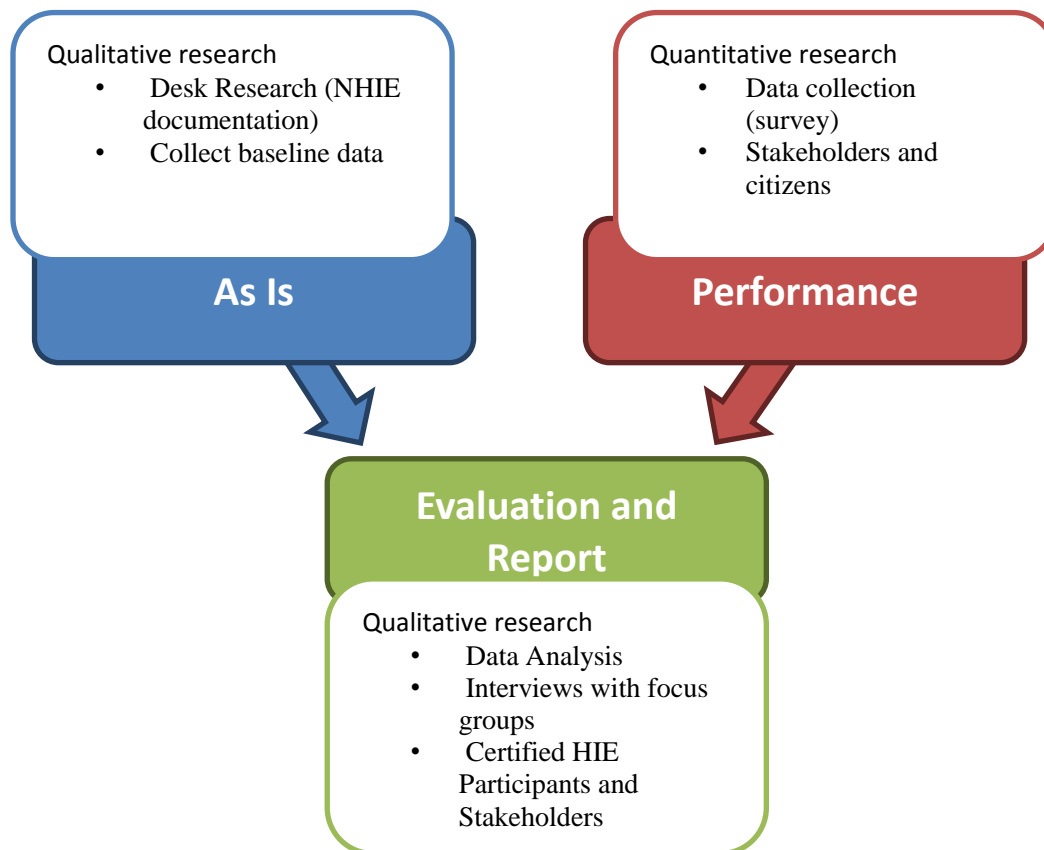 Qualitative research
• Desk Research (NHIE
documentation)
• Collect baseline data
As Is
Quantitative research
• Data collection
(survey)
• Stakeholders and
citizens
Performance
Evaluation and
Report
Qualitative research
• Data Analysis
• Interviews with focus
groups
• Certified HIE
Participants and
Stakeholders